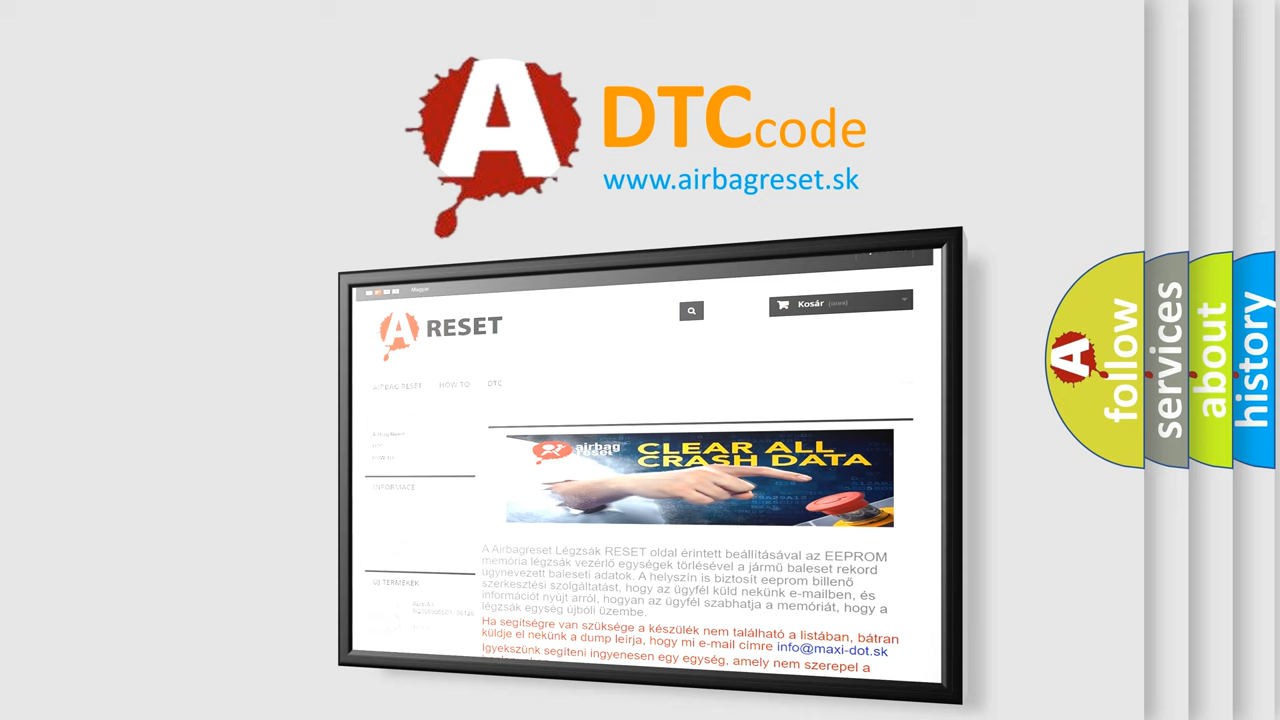 A DTC code
www.airbagreset.sk
Magyar
Kosár (üres)
A RESET
AIRBAG RESET HOW TO DTC
INFORMACE
airbag
reset
CLEAR ALL
CRASH DATA
A Airbagreset Légzsák RESET oldal érintett beállításával az EEPROM
memória légzsák vezérlő egységek törlésével a jármű baleset rekord
úgynevezett baleseti adatok. A helyszín is biztosít eeprom billenő
szerkesztési szolgáltatást, hogy az ügyfél küld nekünk e-mailben, és
információt nyújt arról, hogyan az ügyfél szabhatja a memóriát, hogy a
légzsák egység újbóli üzembe.
Ha segítségre van szüksége a készülék nem található a listában, bátran
küldje el nekünk a dump leírja, hogy mi e-mail címre info@maxi-dot.sk
Igyekszünk segíteni ingyenesen egy egység, amely nem szerepel a
ÚJ TERMÉKEK
A follow
services
about
history